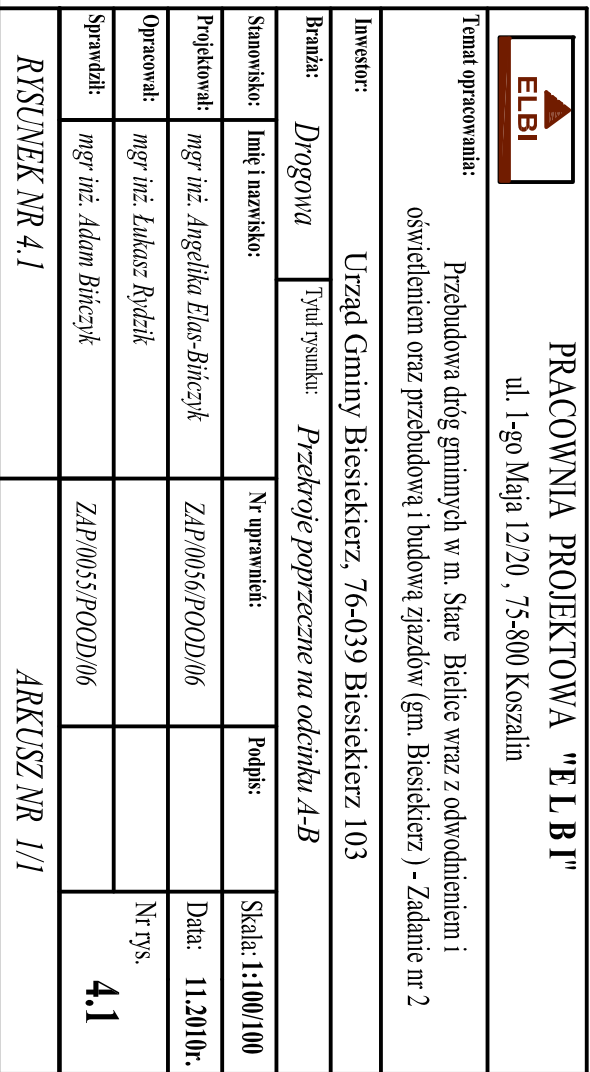 ELBI
PRACOWNIA PROJEKTOWA "E L B I"
ul. 1-go Maja 12/20 , 75-800 Koszalin
Temat opracowania:
Przebudowa dróg gminnych w m. Stare Bielice wraz z odwodnieniem i
oświetleniem oraz przebudową i budową zjazdów (gm. Biesiekierz ) - Zadanie nr 2
Inwestor:
Urząd Gminy Biesiekierz, 76-039 Biesiekierz 103
Branża: Drogowa Tytuł rysunku: Przekroje poprzeczne na odcinku A-B
Stanowisko: Imię i nazwisko: Nr uprawnień: Podpis: Skala: 1:100/100
Projektował: mgr inż. Angelika Elas-Bińczyk ZAP/0056/POOD/06 Data: 11.2010r.
Opracował: mgr inż. Łukasz Rydzik Nr rys.
Sprawdził: mgr inż. Adam Bińczyk ZAP/0055/POOD/06 4.1
RYSUNEK NR 4.1 ARKUSZ NR 1/1